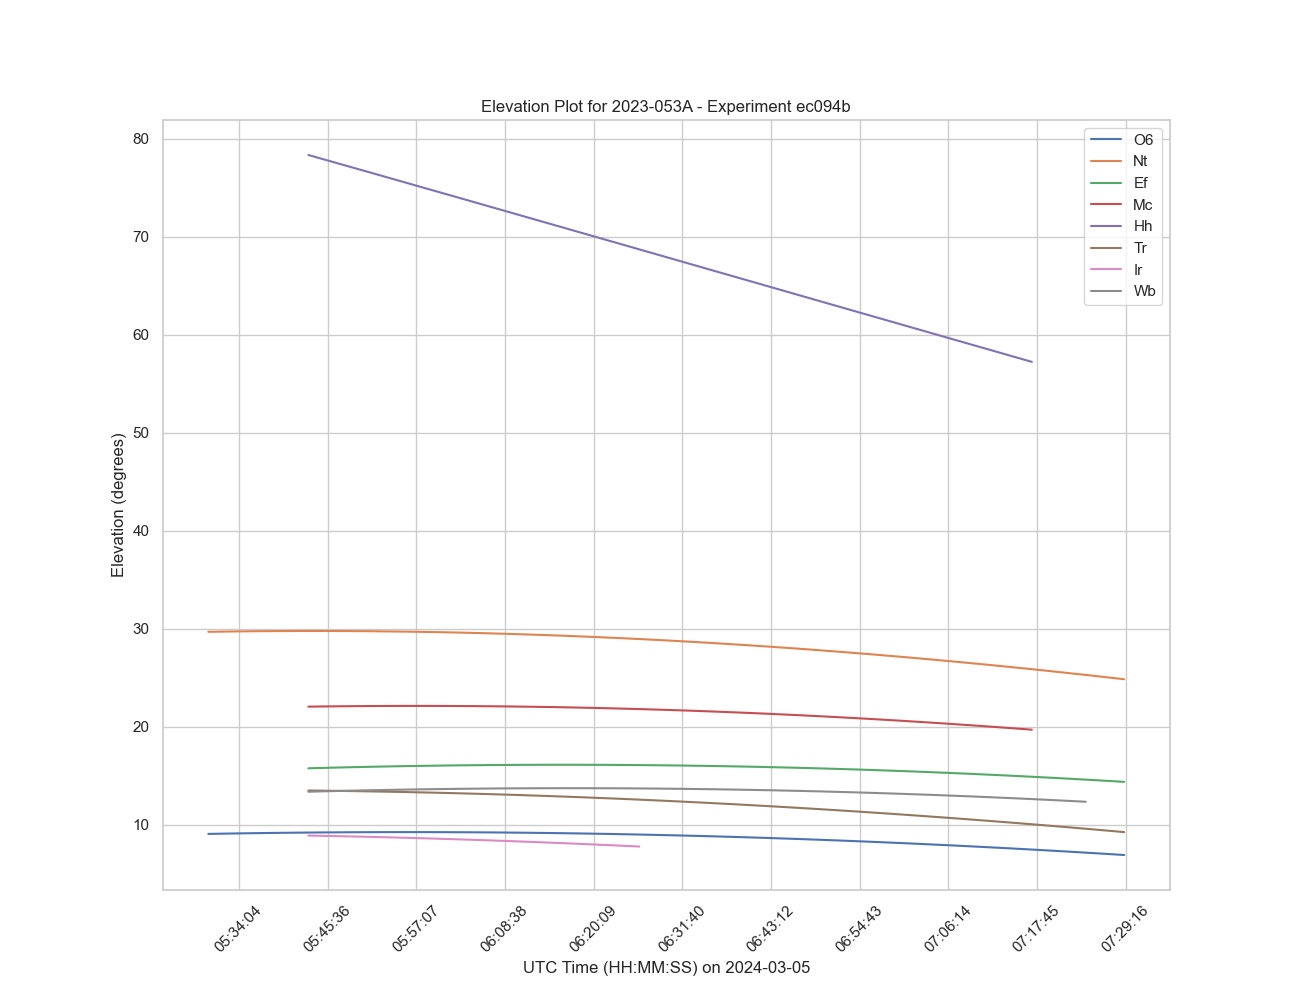 Elevation Plot for 2023-053A - Experiment ec094b
O6
Nt
Ef
Mc
Hh
Tr
Ir
Wb
80
70
60
50
40
30
20
10
Elevation (degrees)
05:34:04
05:45:36
05:57:07
06:08:38
06:20:09
06:31:40
06:43:12
06:54:43
07:06:14
07:17:45
07:29:16
UTC Time (HH:MM:SS) on 2024-03-05